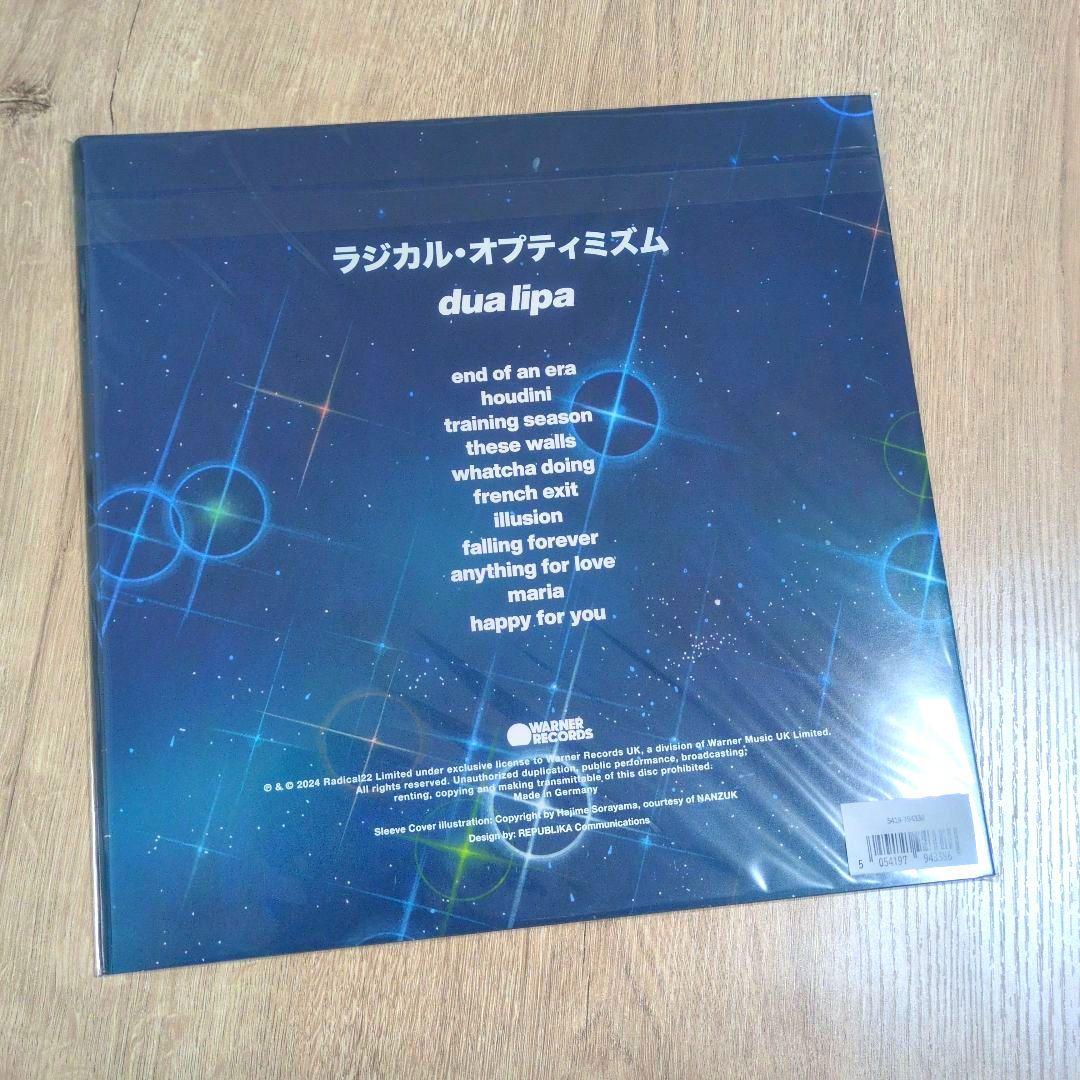 ラジカル・オプティミズム
dua lipa
end of an era
houdini
training season
these walls
whatcha doing
french exit
illusion
falling forever
anything for love
maria
happy for you
WARNER
RECORDS
℗ & © 2024 Radical22 Limited under exclusive license to Warner Records UK, a division of Warner Music UK Limited.
All rights reserved. Unauthorized duplication, public performance, broadcasting,
renting, copying and making transmittable of this disc prohibited.
Made in Germany
Sleeve Cover illustration: Copyright by Hajime Sorayama, courtesy of NANZUK
Design by: REPUBLIKA Communications
5 054197 943386